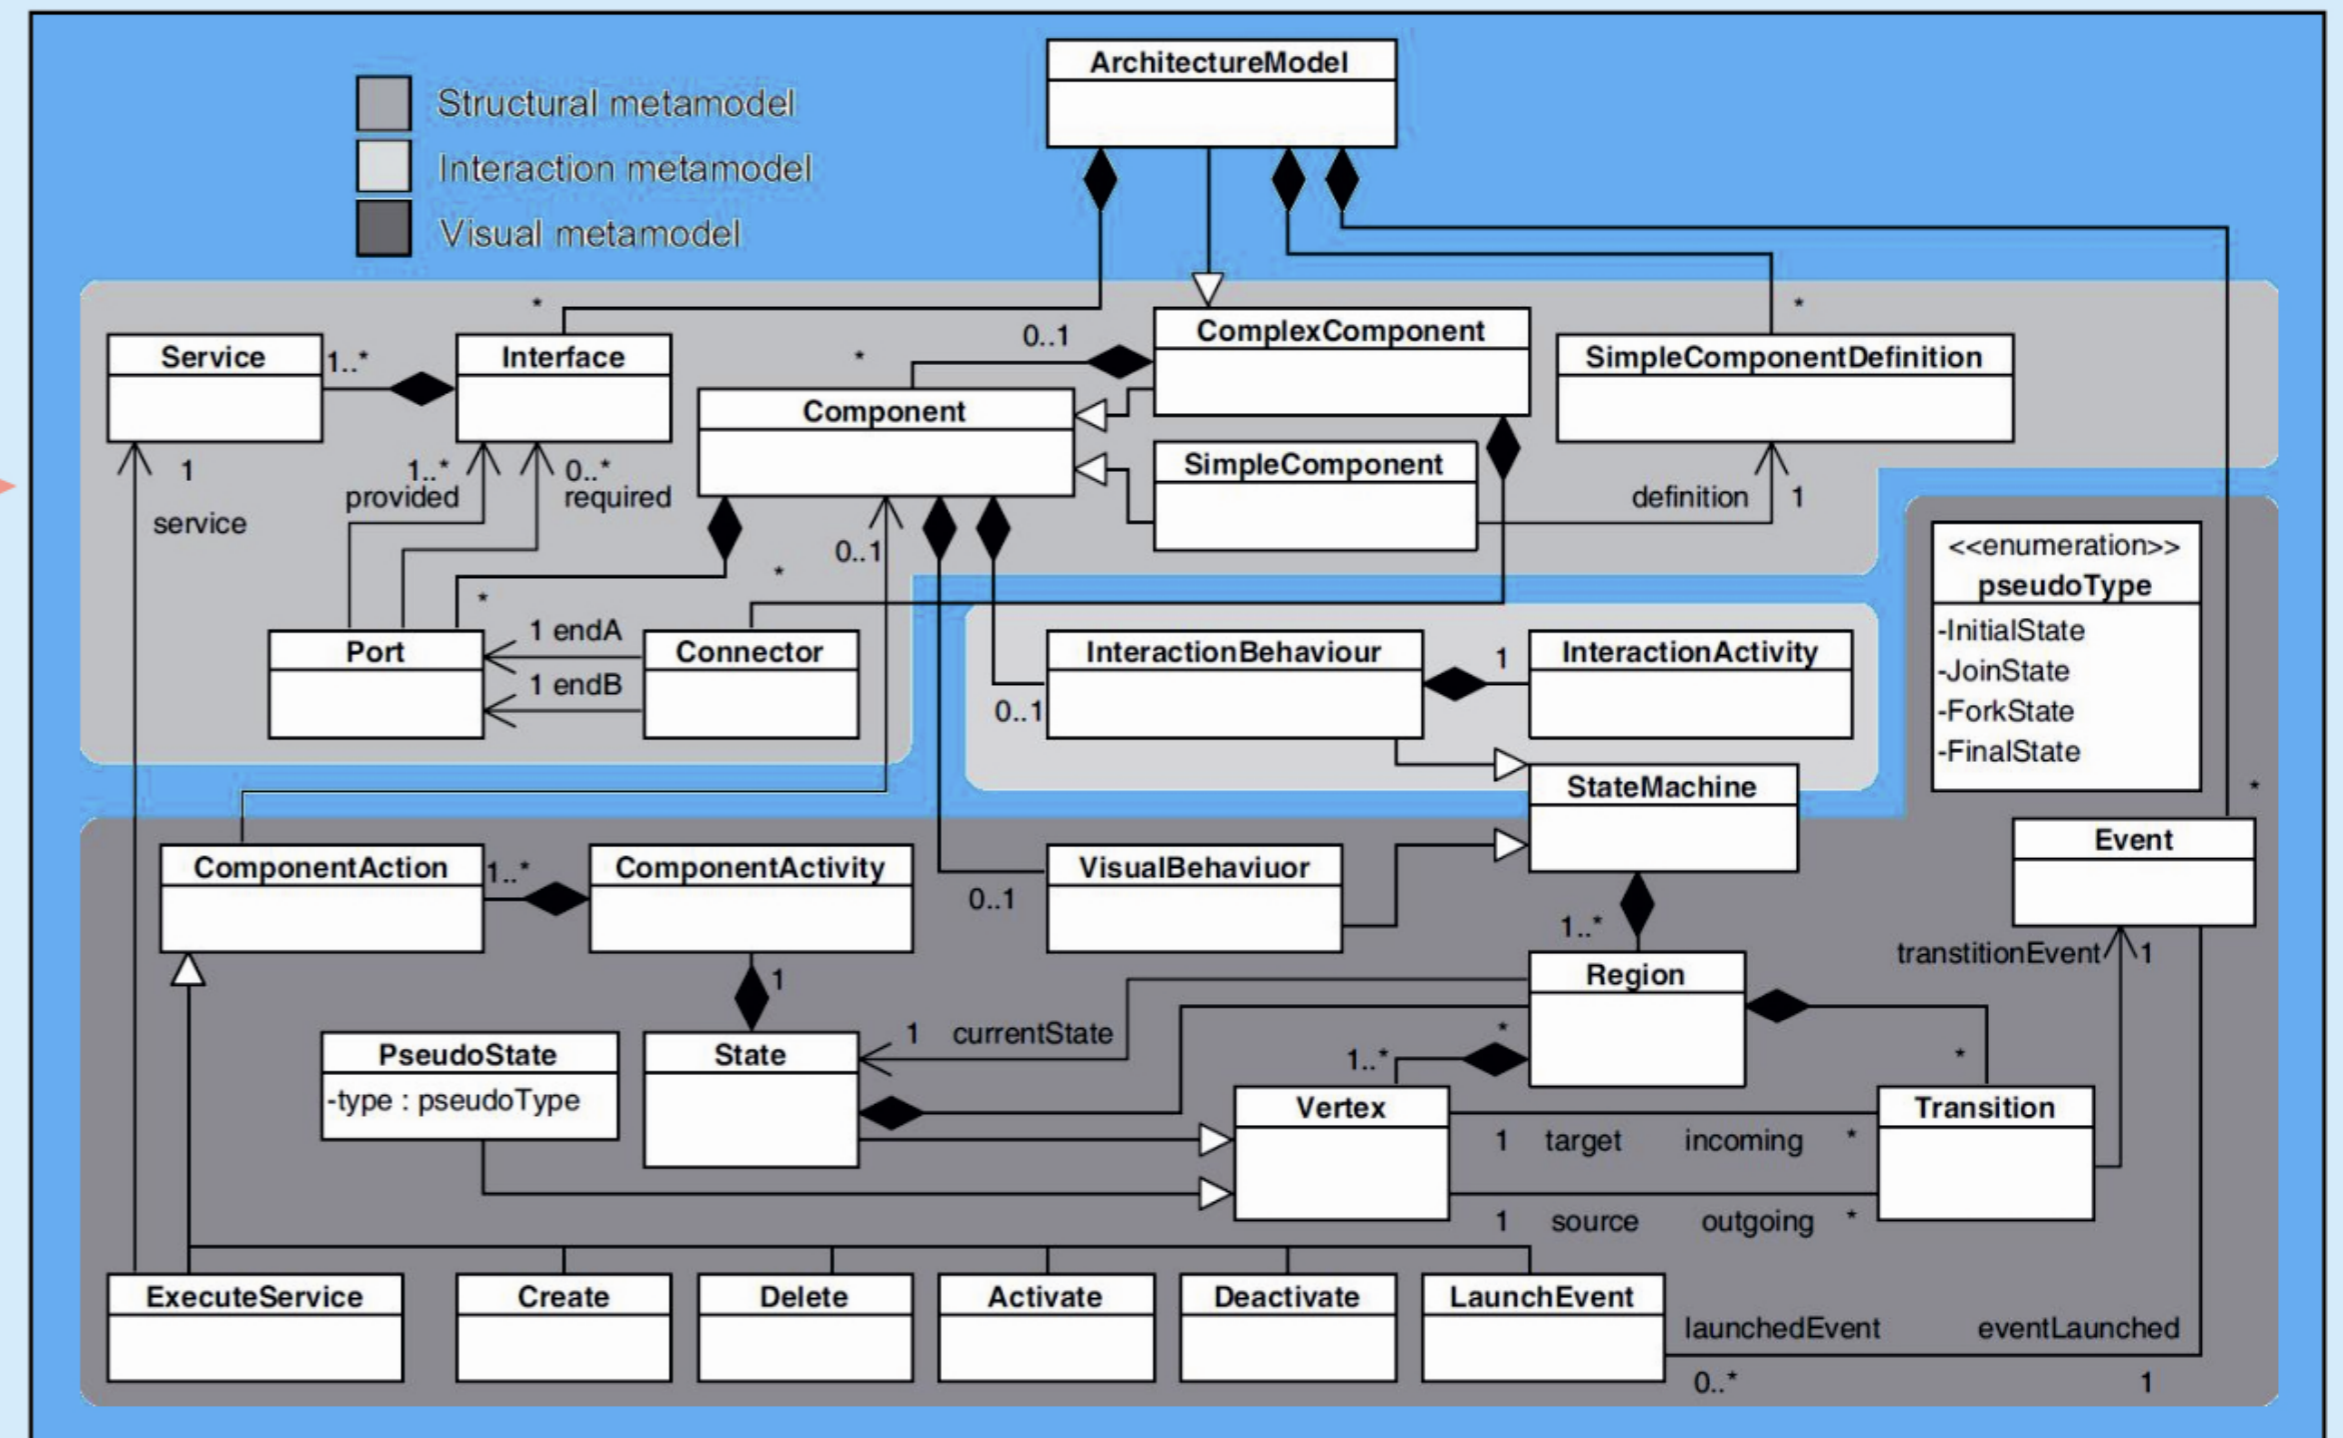 ArchitectureModel
Structural metamodel
Interaction metamodel
Visual metamodel
*
0..1
*
ComplexComponent
*
Service
1..*
Interface
SimpleComponentDefinition
Component
SimpleComponent
1
service
1..*
provided
0..*
required
0..1
definition
1
*
*
<<enumeration>>
pseudoType
-InitialState
-JoinState
-ForkState
-FinalState
Port
1 endA
1 endB
Connector
InteractionBehaviour
0..1
1
InteractionActivity
StateMachine
*
Event
ComponentAction
1..*
ComponentActivity
VisualBehaviuor
0..1
1..*
transtitionEvent
1
1
Region
PseudoState
-type : pseudoType
State
1 currentState
*
1..*
*
Vertex
Transition
1 target incoming *
1 source outgoing *
ExecuteService
Create
Delete
Activate
Deactivate
LaunchEvent
launchedEvent eventLaunched
0..* 1